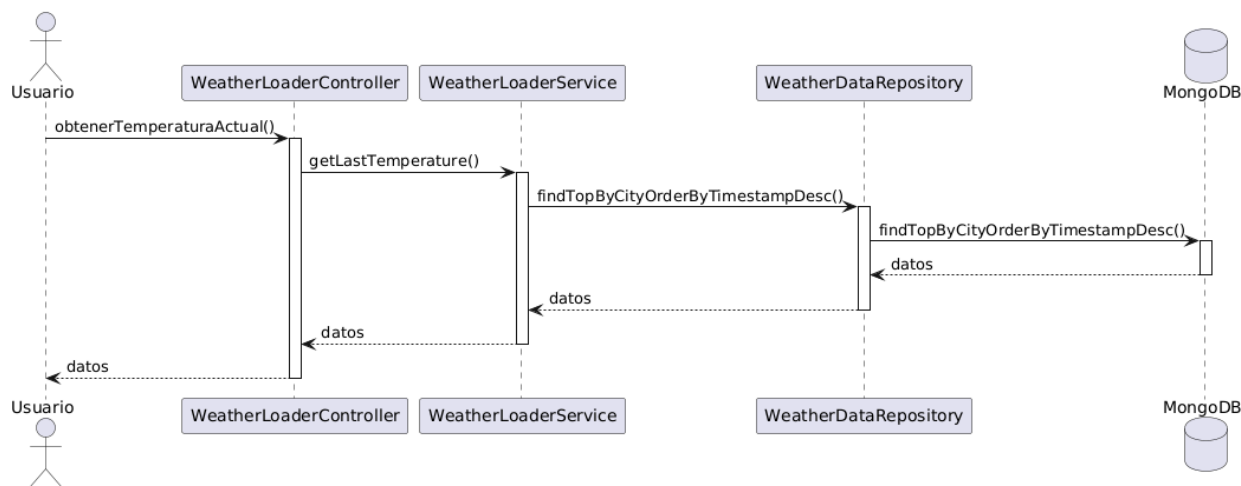 Usuario
WeatherLoaderController
WeatherLoaderService
WeatherDataRepository
MongoDB
obtenerTemperaturaActual()
getLastTemperature()
findTopByCityOrderByTimestampDesc()
findTopByCityOrderByTimestampDesc()
datos
datos
datos
datos
Usuario
WeatherLoaderController
WeatherLoaderService
WeatherDataRepository
MongoDB